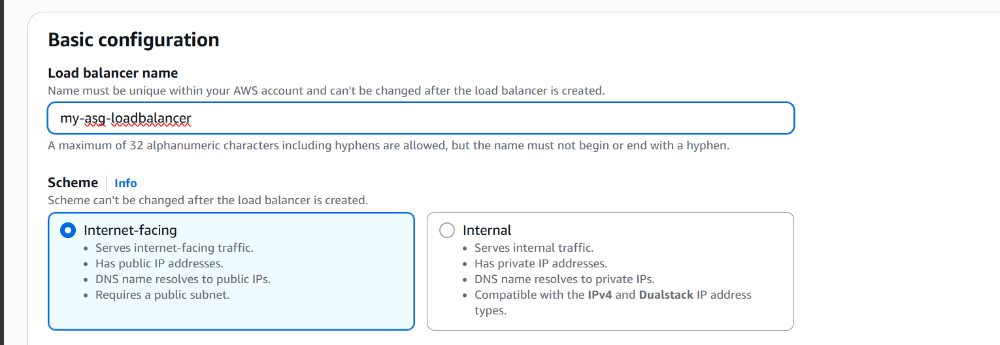 Basic configuration
Load balancer name
Name must be unique within your AWS account and can't be changed after the load balancer is created.
my-asg-loadbalancer
A maximum of 32 alphanumeric characters including hyphens are allowed, but the name must not begin or end with a hyphen.
Scheme | Info
Scheme can't be changed after the load balancer is created.
Internet-facing
• Serves internet-facing traffic.
• Has public IP addresses.
• DNS name resolves to public IPs.
• Requires a public subnet.
Internal
• Serves internal traffic.
• Has private IP addresses.
• DNS name resolves to private IPs.
• Compatible with the IPv4 and Dualstack IP address
types.